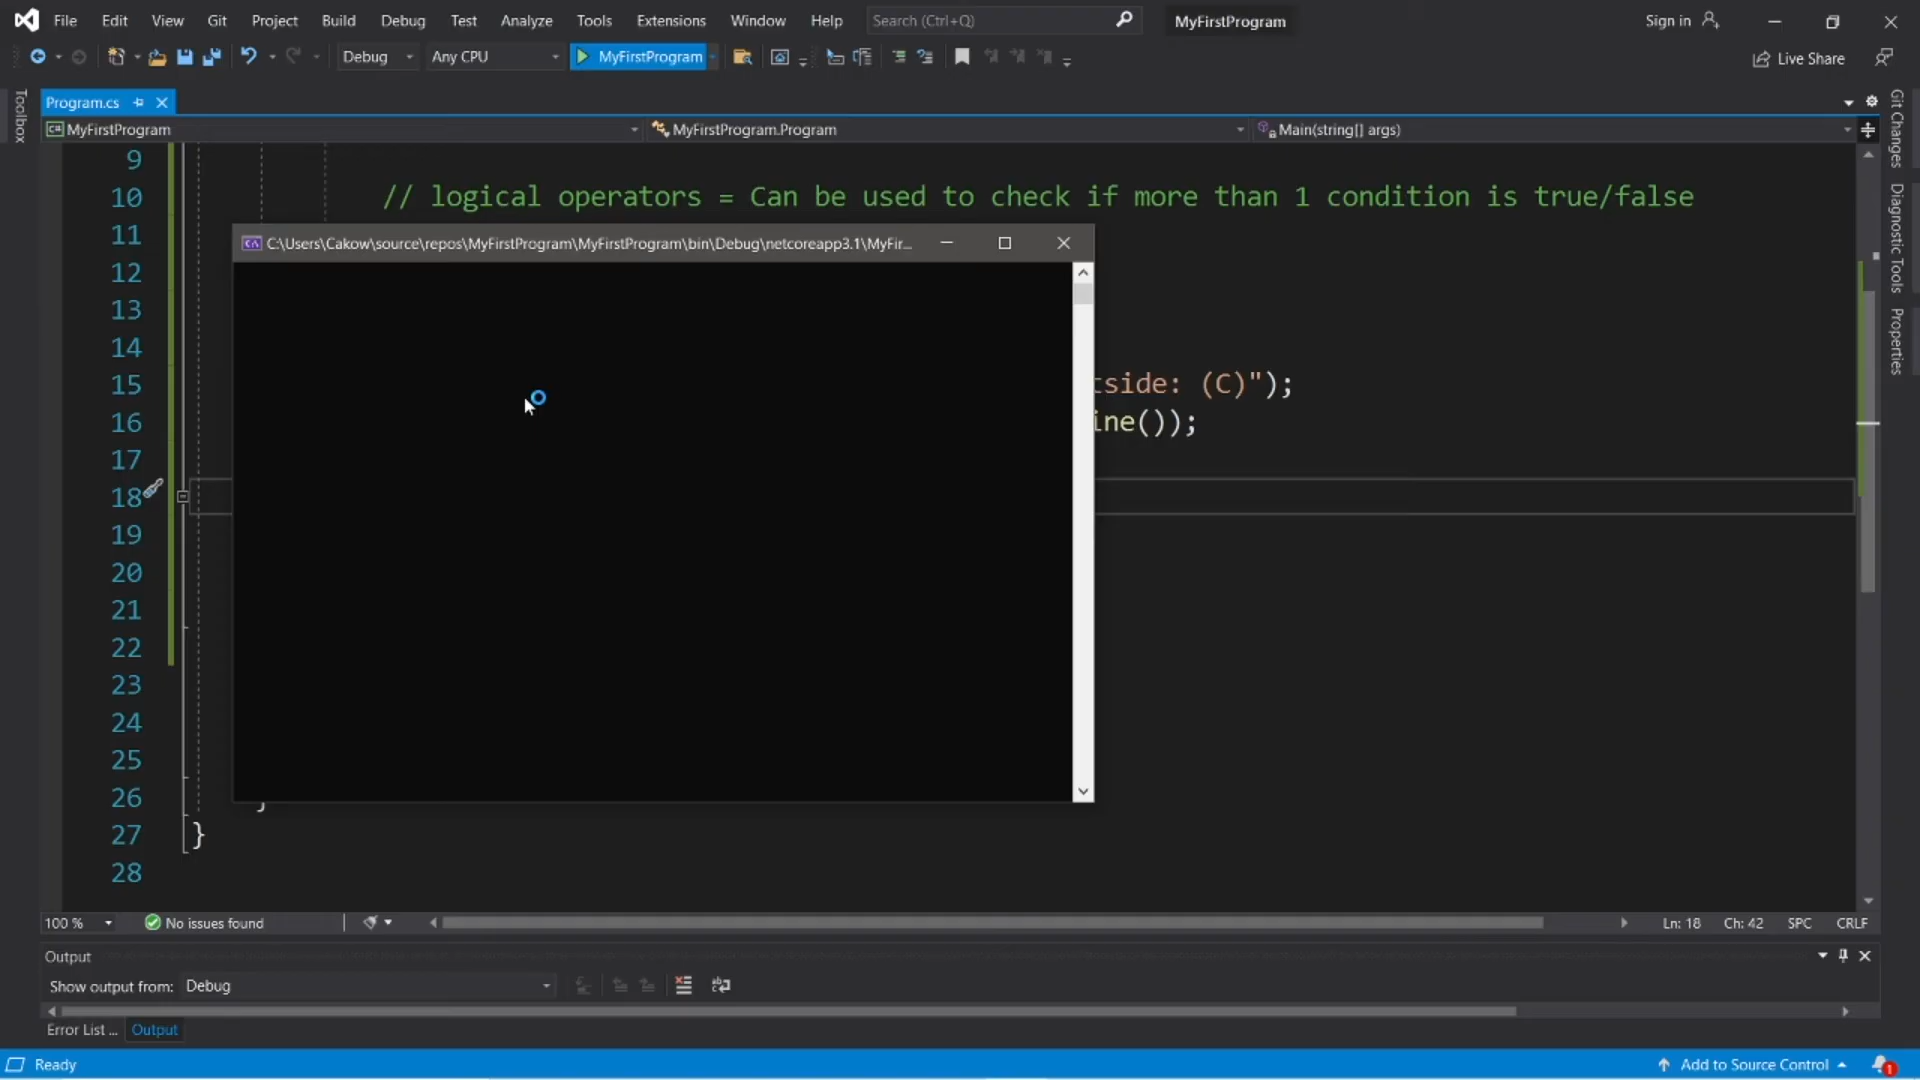 File Edit View Git Project Build Debug Test Analyze Tools Extensions Window Help Search (Ctrl+Q) MyFirstProgram Sign in
Debug Any CPU MyFirstProgram Live Share
Toolbox
Program.cs
MyFirstProgram MyFirstProgram.Program Main(string[] args)
Git Changes
Diagnostic Tools
Properties
9
10 // logical operators = Can be used to check if more than 1 condition is true/false
11
C:\Users\Cakow\source\repos\MyFirstProgram\MyFirstProgram\bin\Debug\netcoreapp3.1\MyFir...
12
13
14
15 tside: (C)");
16 ine());
17
18
19
20
21
22
23
24
25
26 }
27 }
28
100 % No issues found Ln: 18 Ch: 42 SPC CRLF
Output
Show output from: Debug
Error List ... Output
Ready Add to Source Control 1